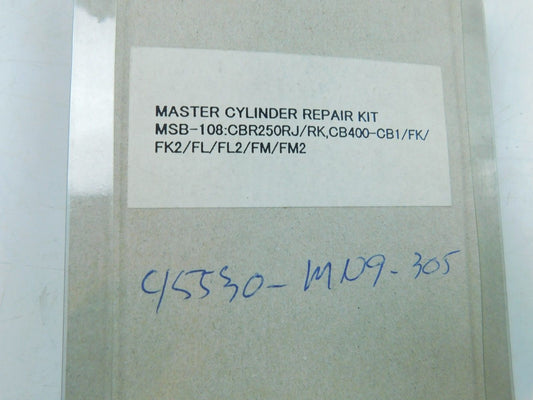 MASTER CYLINDER REPAIR KIT
MSB-108:CBR250RJ/RK,CB400-CB1/FK/
FK2/FL/FL2/FM/FM2
45530-MN9-305